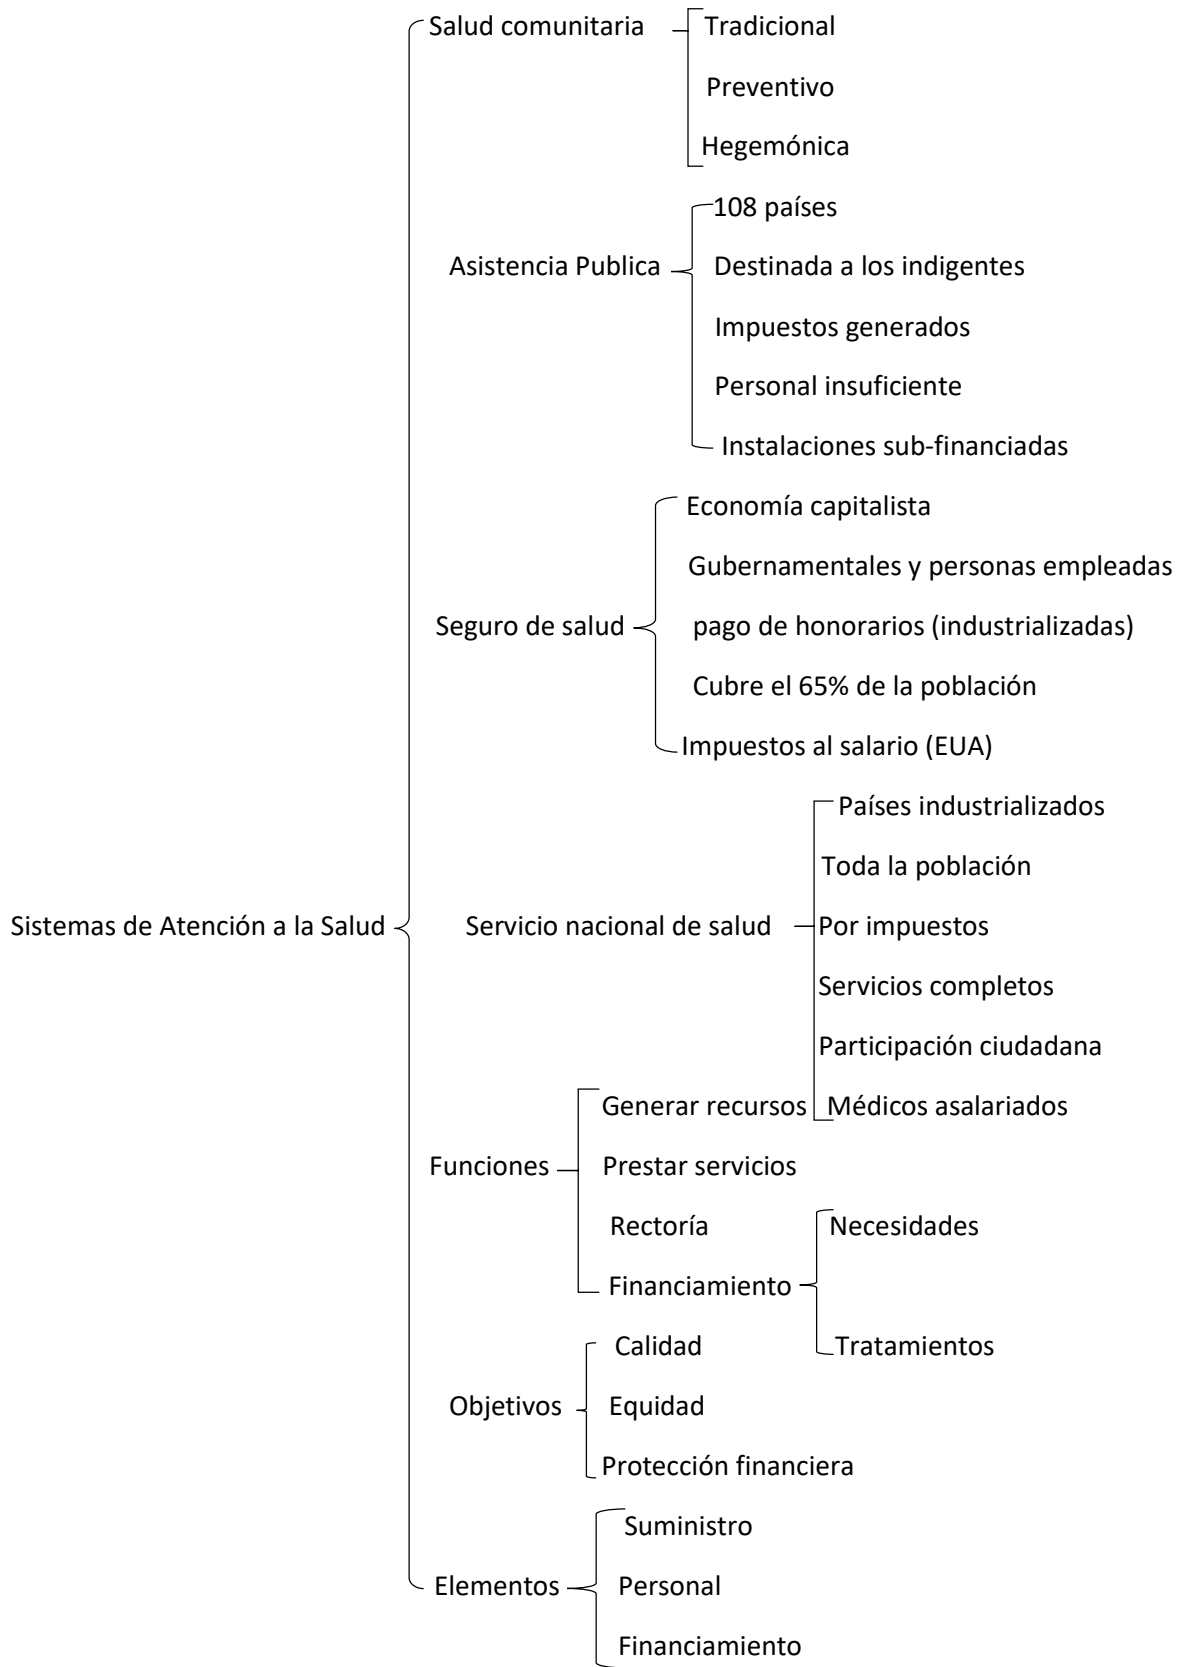 Salud comunitaria
Tradicional
Preventivo
Hegemónica
108 países
Asistencia Publica
Destinada a los indigentes
Impuestos generados
Personal insuficiente
Instalaciones sub-financiadas
Economía capitalista
Gubernamentales y personas empleadas
Seguro de salud
pago de honorarios (industrializadas)
Cubre el 65% de la población
Impuestos al salario (EUA)
Países industrializados
Toda la población
Sistemas de Atención a la Salud
Servicio nacional de salud
Por impuestos
Servicios completos
Participación ciudadana
Generar recursos
Médicos asalariados
Funciones
Prestar servicios
Rectoría
Necesidades
Financiamiento
Calidad
Tratamientos
Objetivos
Equidad
Protección financiera
Suministro
Elementos
Personal
Financiamiento